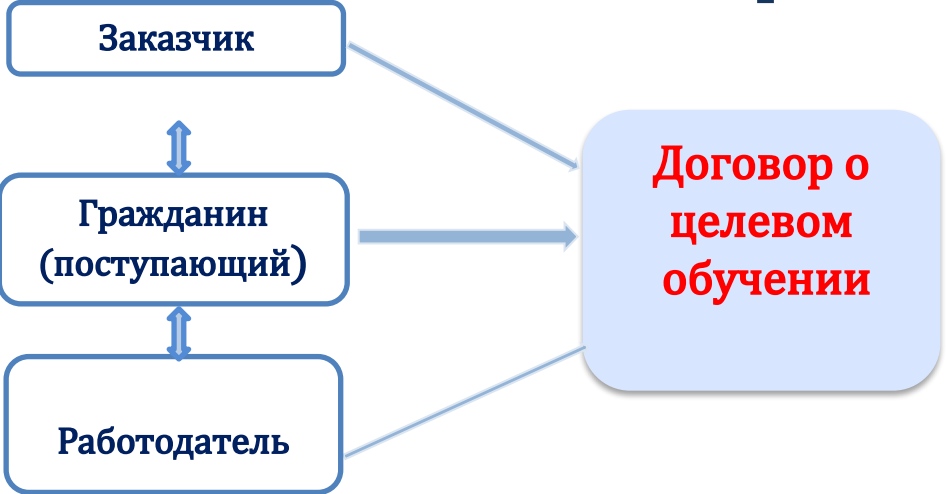 Заказчик
Гражданин
(поступающий)
Работодатель
Договор о
целевом
обучении